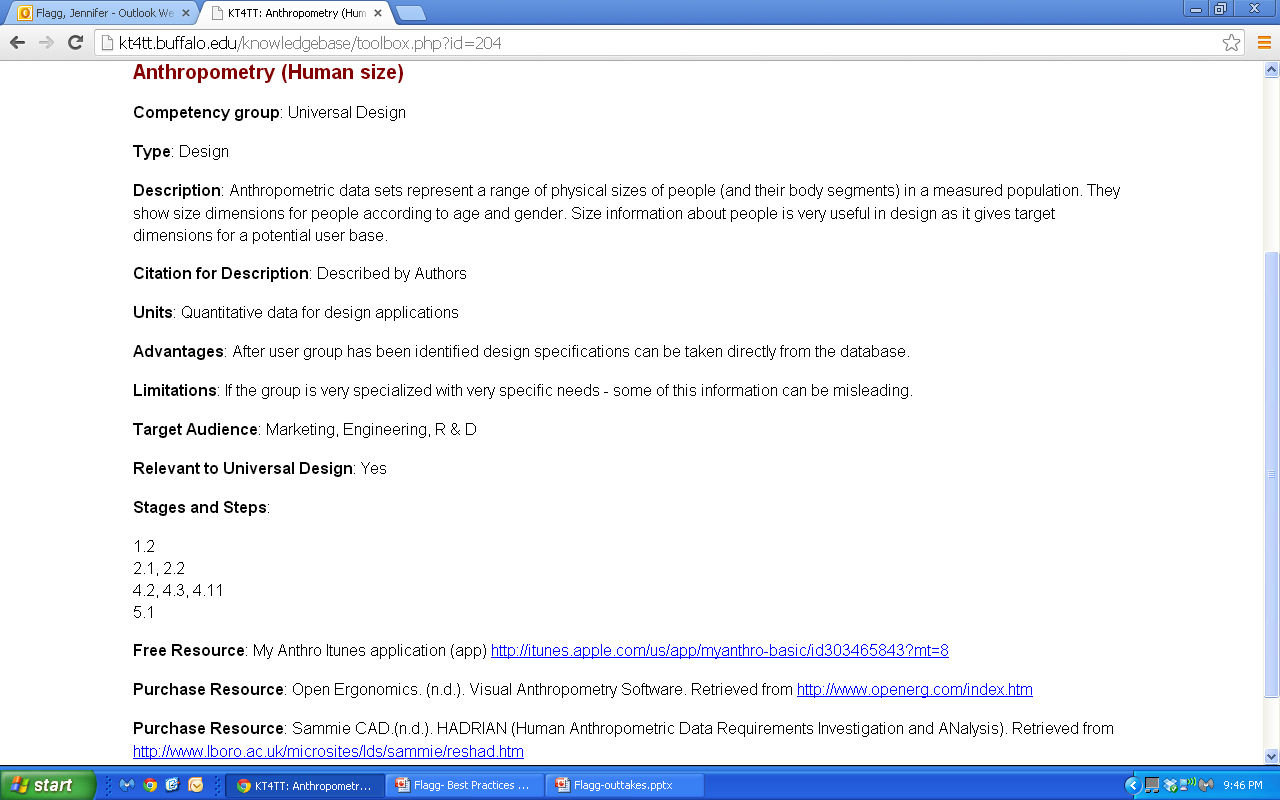 Flagg, Jennifer - Outlook We
KT4TT: Anthropometry (Hum
kt4tt.buffalo.edu/knowledgebase/toolbox.php?id=204
Anthropometry (Human size)
Competency group: Universal Design
Type: Design
Description: Anthropometric data sets represent a range of physical sizes of people (and their body segments) in a measured population. They
show size dimensions for people according to age and gender. Size information about people is very useful in design as it gives target
dimensions for a potential user base.
Citation for Description: Described by Authors
Units: Quantitative data for design applications
Advantages: After user group has been identified design specifications can be taken directly from the database.
Limitations: If the group is very specialized with very specific needs - some of this information can be misleading.
Target Audience: Marketing, Engineering, R & D
Relevant to Universal Design: Yes
Stages and Steps:
1.2
2.1, 2.2
4.2, 4.3, 4.11
5.1
Free Resource: My Anthro Itunes application (app) http://itunes.apple.com/us/app/myanthro-basic/id303465843?mt=8
Purchase Resource: Open Ergonomics. (n.d.). Visual Anthropometry Software. Retrieved from http://www.openerg.com/index.htm
Purchase Resource: Sammie CAD.(n.d.). HADRIAN (Human Anthropometric Data Requirements Investigation and ANalysis). Retrieved from
http://www.lboro.ac.uk/microsites/lds/sammie/reshad.htm
start
KT4TT: Anthropometr...
Flagg- Best Practices ...
Flagg-outtakes.pptx
9:46 PM